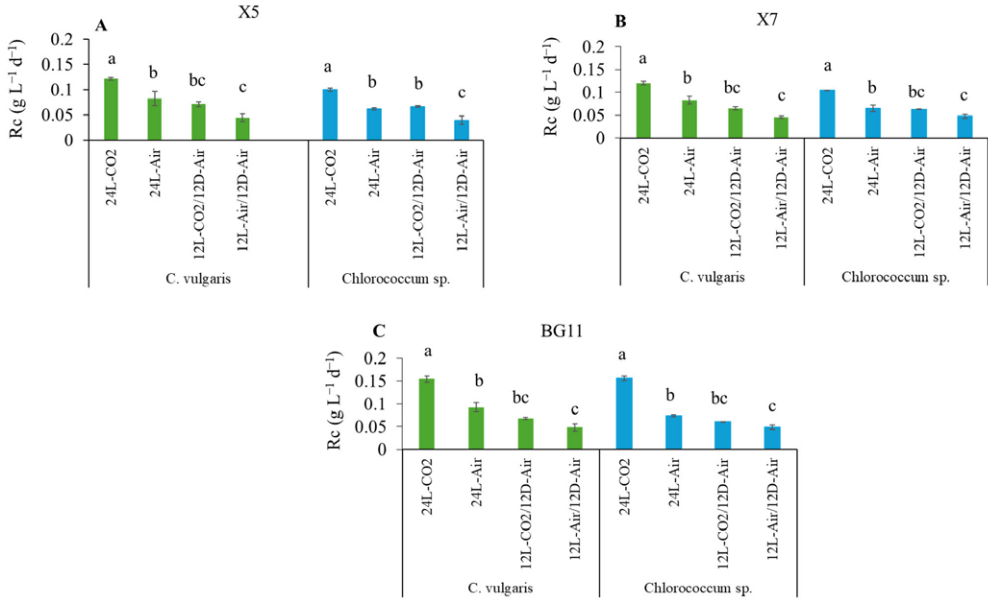 A
X5
Rc (g L⁻¹ d⁻¹)
0.2
0.15
0.1
0.05
0
a
b
bc
c
a
b
b
c
24L-CO2
24L-Air
12L-CO2/12D-Air
12L-Air/12D-Air
24L-CO2
24L-Air
12L-CO2/12D-Air
12L-Air/12D-Air
C. vulgaris
Chlorococcum sp.
B
X7
Rc (g L⁻¹ d⁻¹)
0.2
0.15
0.1
0.05
0
a
b
bc
c
a
b
bc
c
24L-CO2
24L-Air
12L-CO2/12D-Air
12L-Air/12D-Air
24L-CO2
24L-Air
12L-CO2/12D-Air
12L-Air/12D-Air
C. vulgaris
Chlorococcum sp.
C
BG11
Rc (g L⁻¹ d⁻¹)
0.2
0.15
0.1
0.05
0
a
b
bc
c
a
b
bc
c
24L-CO2
24L-Air
12L-CO2/12D-Air
12L-Air/12D-Air
24L-CO2
24L-Air
12L-CO2/12D-Air
12L-Air/12D-Air
C. vulgaris
Chlorococcum sp.